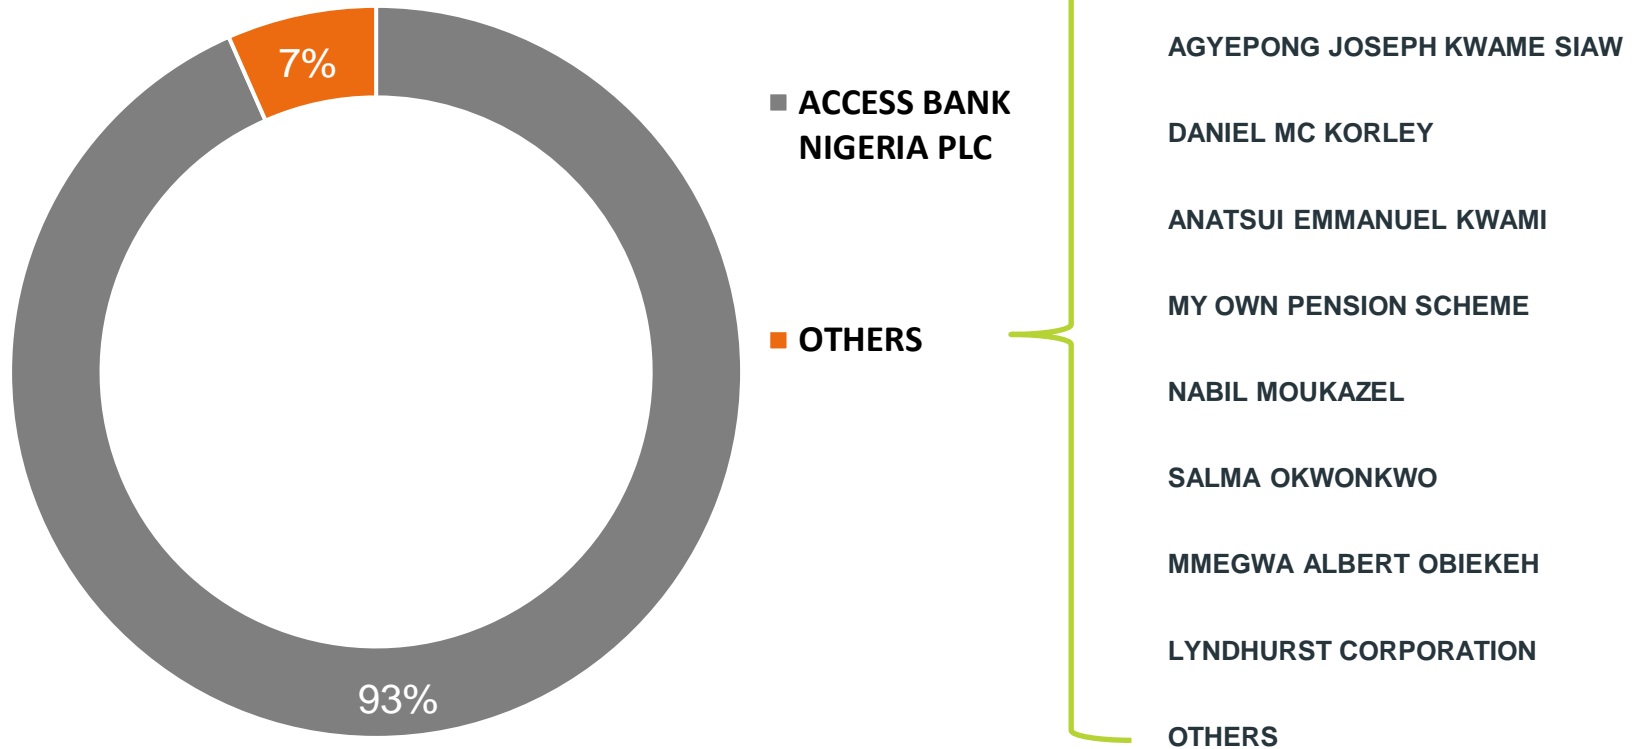 7%
93%
ACCESS BANK
NIGERIA PLC
OTHERS
AGYEPONG JOSEPH KWAME SIAW
DANIEL MC KORLEY
ANATSUI EMMANUEL KWAMI
MY OWN PENSION SCHEME
NABIL MOUKAZEL
SALMA OKWONKWO
MMEGWA ALBERT OBIEKEH
LYNDHURST CORPORATION
OTHERS